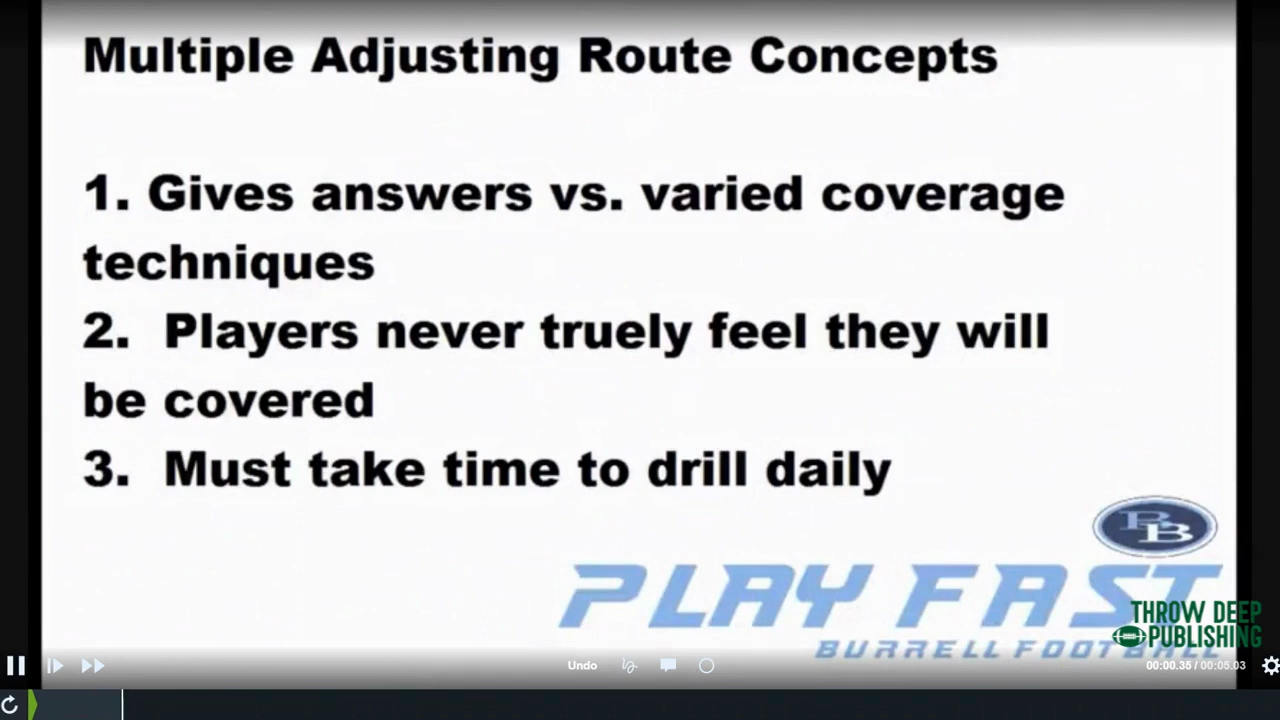 Multiple Adjusting Route Concepts
1. Gives answers vs. varied coverage
techniques
2. Players never truely feel they will
be covered
3. Must take time to drill daily
BB
PLAY FAST
THROW DEEP
PUBLISHING
BURRELL FOOTBALL
Undo
00:00.35 / 00:05.03